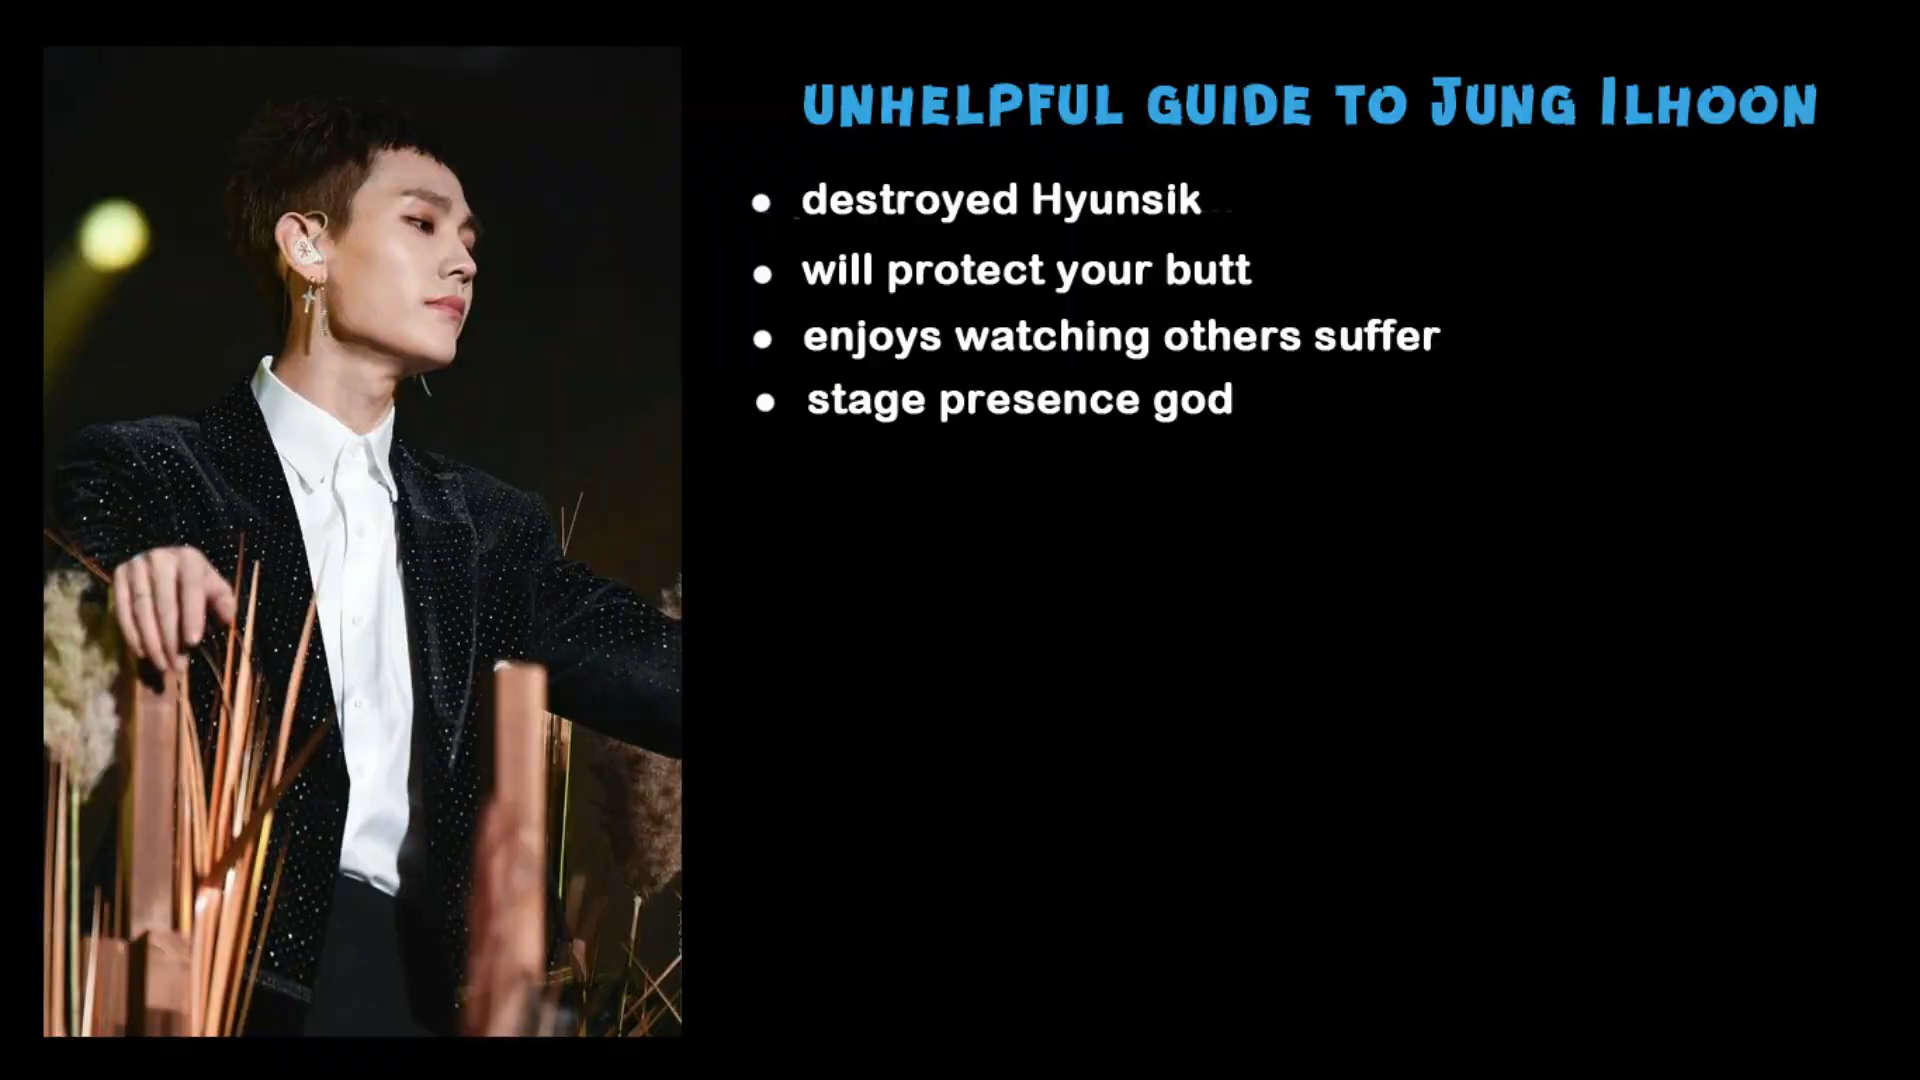 UNHELPFUL GUIDE TO JUNG ILHOON
• destroyed Hyunsik
• will protect your butt
• enjoys watching others suffer
• stage presence god